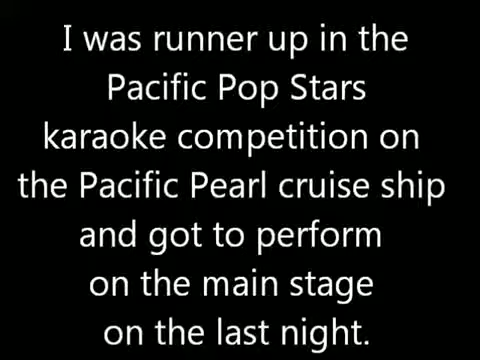 I was runner up in the
Pacific Pop Stars
karaoke competition on
the Pacific Pearl cruise ship
and got to perform
on the main stage
on the last night.